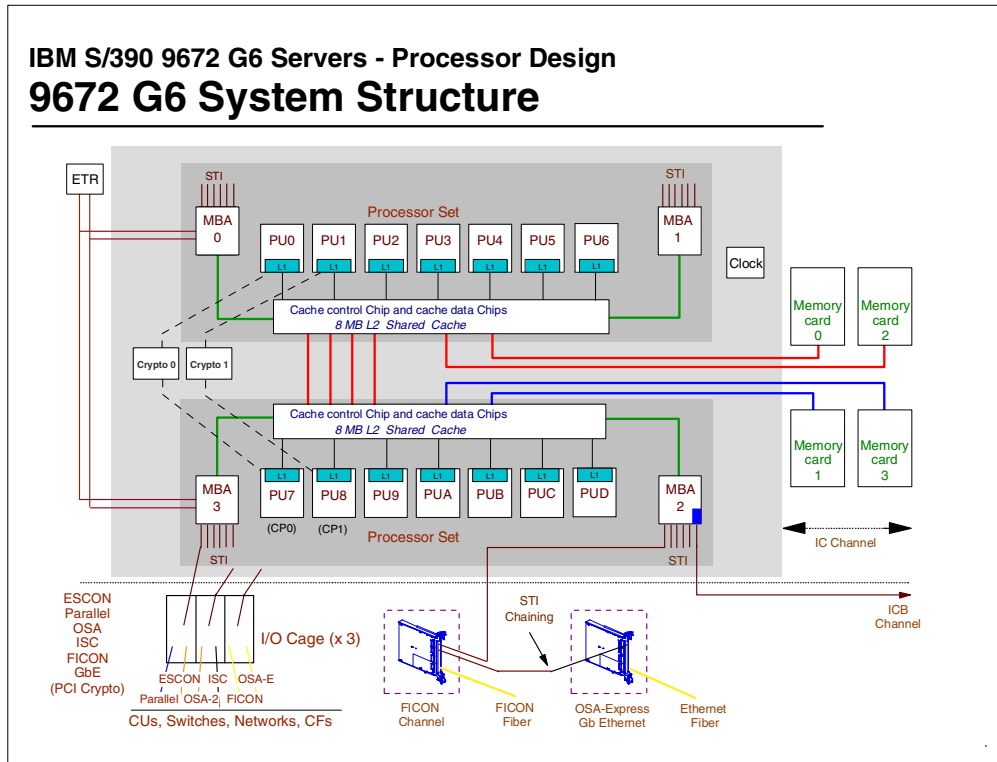 IBM S/390 9672 G6 Servers - Processor Design
9672 G6 System Structure
ETR
STI
STI
MBA
0
Processor Set
MBA
1
PU0
PU1
PU2
PU3
PU4
PU5
PU6
L1
L1
L1
L1
L1
L1
L1
Clock
Cache control Chip and cache data Chips
8 MB L2 Shared Cache
Memory
card
0
Memory
card
2
Crypto 0
Crypto 1
Cache control Chip and cache data Chips
8 MB L2 Shared Cache
Memory
card
1
Memory
card
3
L1
L1
L1
L1
L1
L1
L1
MBA
3
PU7
PU8
PU9
PUA
PUB
PUC
PUD
MBA
2
(CP0)
(CP1)
Processor Set
STI
STI
IC Channel
ESCON
Parallel
OSA
ISC
FICON
GbE
(PCI Crypto)
I/O Cage (x 3)
ESCON
ISC
OSA-E
Parallel
OSA-2
FICON
CUs, Switches, Networks, CFs
STI
Chaining
ICB
Channel
FICON
Channel
FICON
Fiber
OSA-Express
Gb Ethernet
Ethernet
Fiber
.